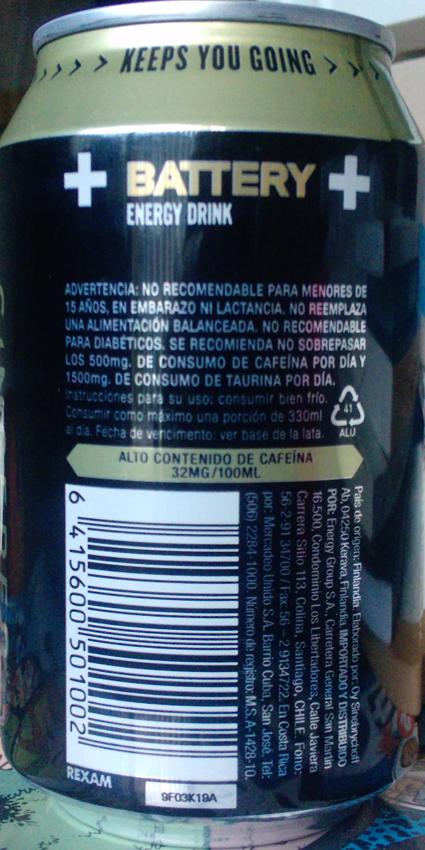 > > > > > KEEPS YOU GOING > > >
BATTERY
ENERGY DRINK
ADVERTENCIA: NO RECOMENDABLE PARA MENORES DE
15 AÑOS, EN EMBARAZO NI LACTANCIA. NO REEMPLAZA
UNA ALIMENTACIÓN BALANCEADA. NO RECOMENDABLE
PARA DIABÉTICOS. SE RECOMIENDA NO SOBREPASAR
LOS 500mg. DE CONSUMO DE CAFEÍNA POR DÍA Y
1500mg. DE CONSUMO DE TAURINA POR DÍA.
Instrucciones para su uso: consumir bien frío.
Consumir como máximo una porción de 330ml
al día. Fecha de vencimiento: ver base de la lata.
41
ALU
ALTO CONTENIDO DE CAFEÍNA
32MG/100ML
6 415600 501002
País de origen: Finlandia. Elaborado por: Oy Sinebrychoff
Ab, 04250 Kerava, Finlandia. IMPORTADO Y DISTRIBUIDO
POR: Energy Group S.A., Carretera General San Martín
16.500, Condominio Los Libertadores, Calle Javiera
Carrera Sitio 113, Colina, Santiago, CHILE. Fono:
56-2-91 34700 / Fax: 56 - 2 9134722. En Costa Rica
por: Mercadeo Unido S.A. Barrio Cuba, San José. Tel:
(506) 2284-1000. Número de registro: M.S. A-1428-10.
REXAM
9F03K19A